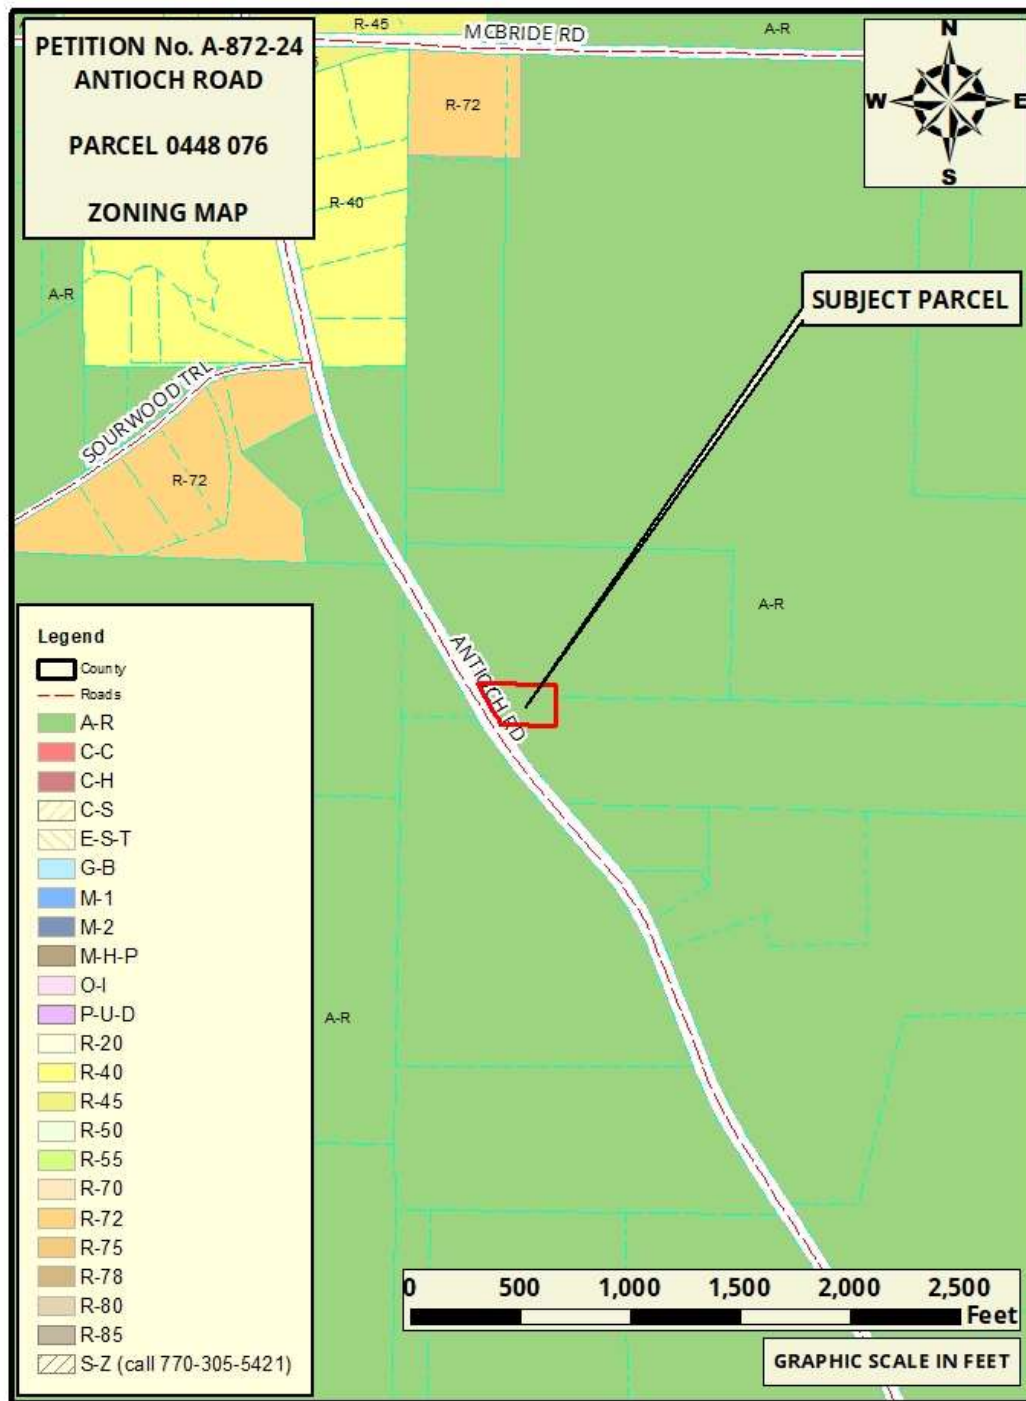 R-45
MCBRIDE RD
A-R
PETITION No. A-872-24
ANTIOCH ROAD
PARCEL 0448 076
ZONING MAP
N
W
E
S
R-72
R-40
A-R
SUBJECT PARCEL
SOURWOOD TRL
R-72
A-R
ANTIOCH RD
Legend
County
Roads
A-R
C-C
C-H
C-S
E-S-T
G-B
M-1
M-2
M-H-P
O-I
P-U-D
R-20
R-40
R-45
R-50
R-55
R-70
R-72
R-75
R-78
R-80
R-85
S-Z (call 770-305-5421)
A-R
0 500 1,000 1,500 2,000 2,500
Feet
GRAPHIC SCALE IN FEET